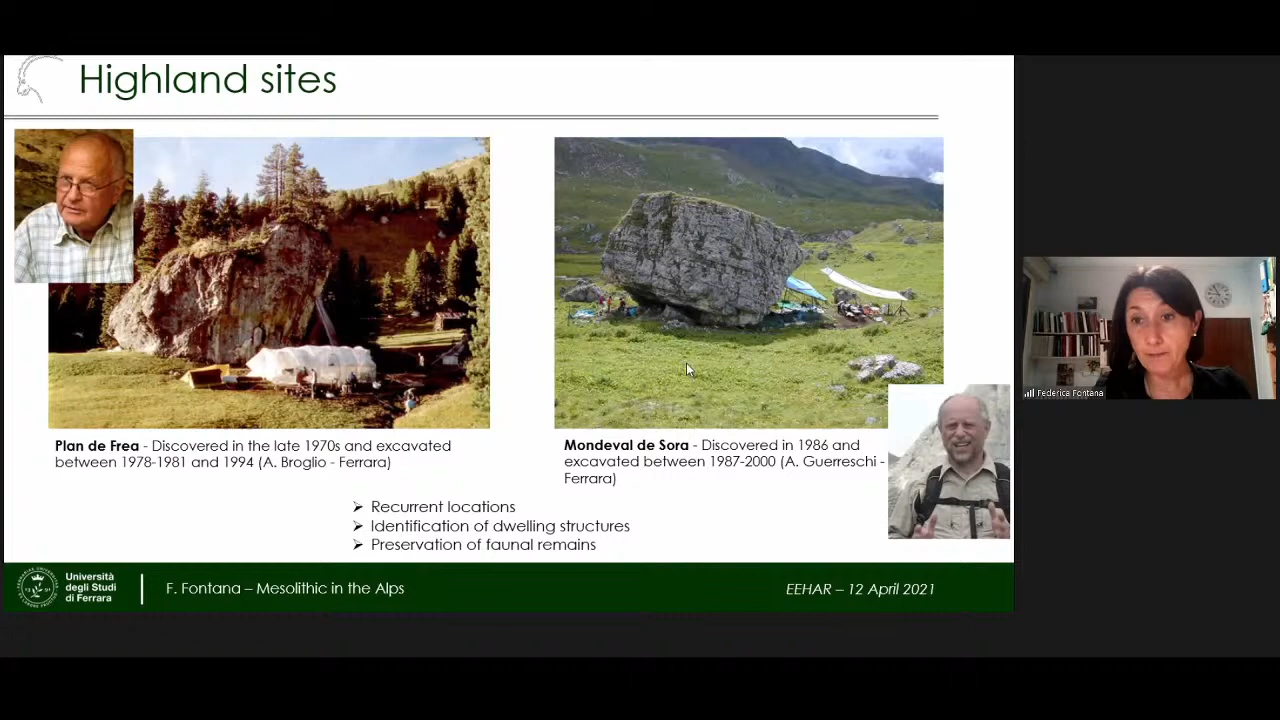 Highland sites
Plan de Frea - Discovered in the late 1970s and excavated
between 1978-1981 and 1994 (A. Broglio - Ferrara)
Mondeval de Sora - Discovered in 1986 and
excavated between 1987-2000 (A. Guerreschi -
Ferrara)
➢ Recurrent locations
➢ Identification of dwelling structures
➢ Preservation of faunal remains
Università
degli Studi
di Ferrara
F. Fontana – Mesolithic in the Alps
EEHAR – 12 April 2021
Federica Fontana